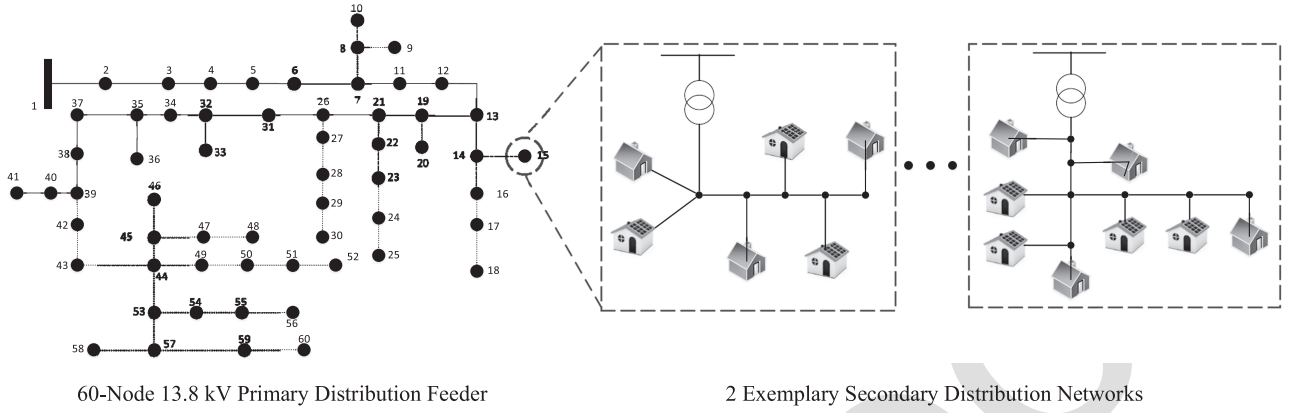 10
8 9
2 3 4 5 6 11 12
1 7
37 35 34 32 26 21 19 13
31
33 27 22 20
36 14 15
38 28 23
41 40 39 46 29 24 16
42 45 47 48 30 25 17
43 49 50 51 52 18
44
53 54 55
56
58 57 59 60
60-Node 13.8 kV Primary Distribution Feeder 2 Exemplary Secondary Distribution Networks